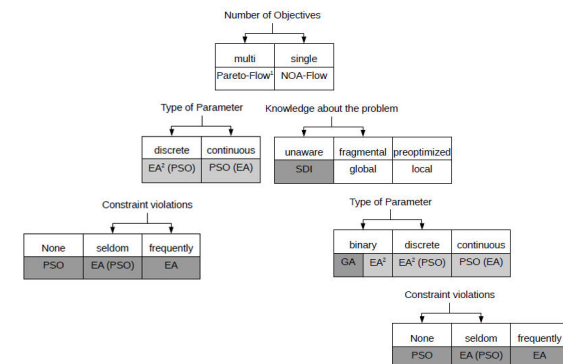 Number of Objectives
multi single
Pareto-Flow¹ NOA-Flow
Type of Parameter Knowledge about the problem
discrete continuous
EA² (PSO) PSO (EA)
unaware fragmental preoptimized
SDI global local
Constraint violations
None seldom frequently
PSO EA (PSO) EA
Type of Parameter
binary discrete continuous
GA EA² EA² (PSO) PSO (EA)
Constraint violations
None seldom frequently
PSO EA (PSO) EA